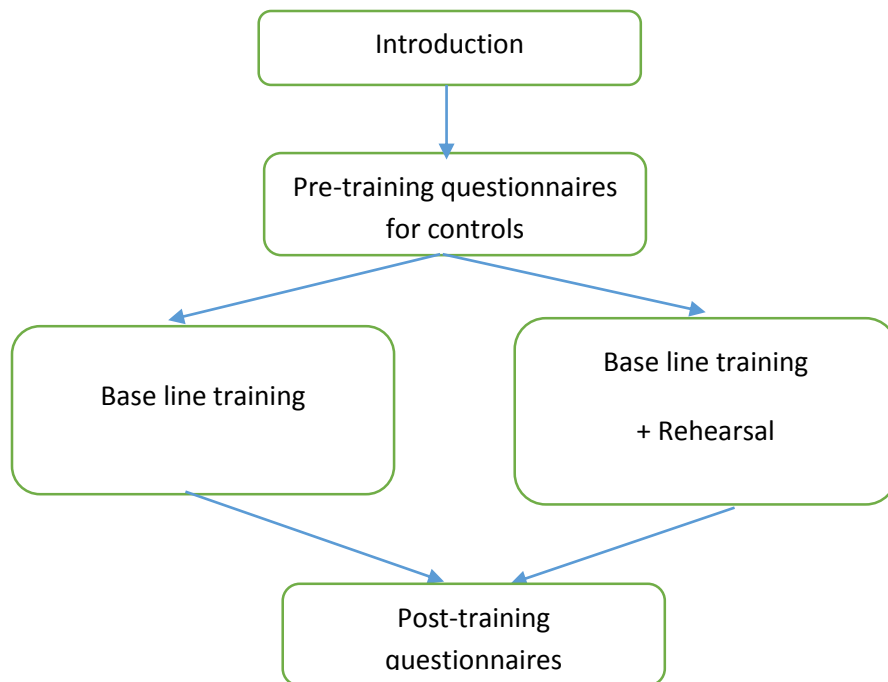 Introduction
Pre-training questionnaires
for controls
Base line training
Base line training
+ Rehearsal
Post-training
questionnaires